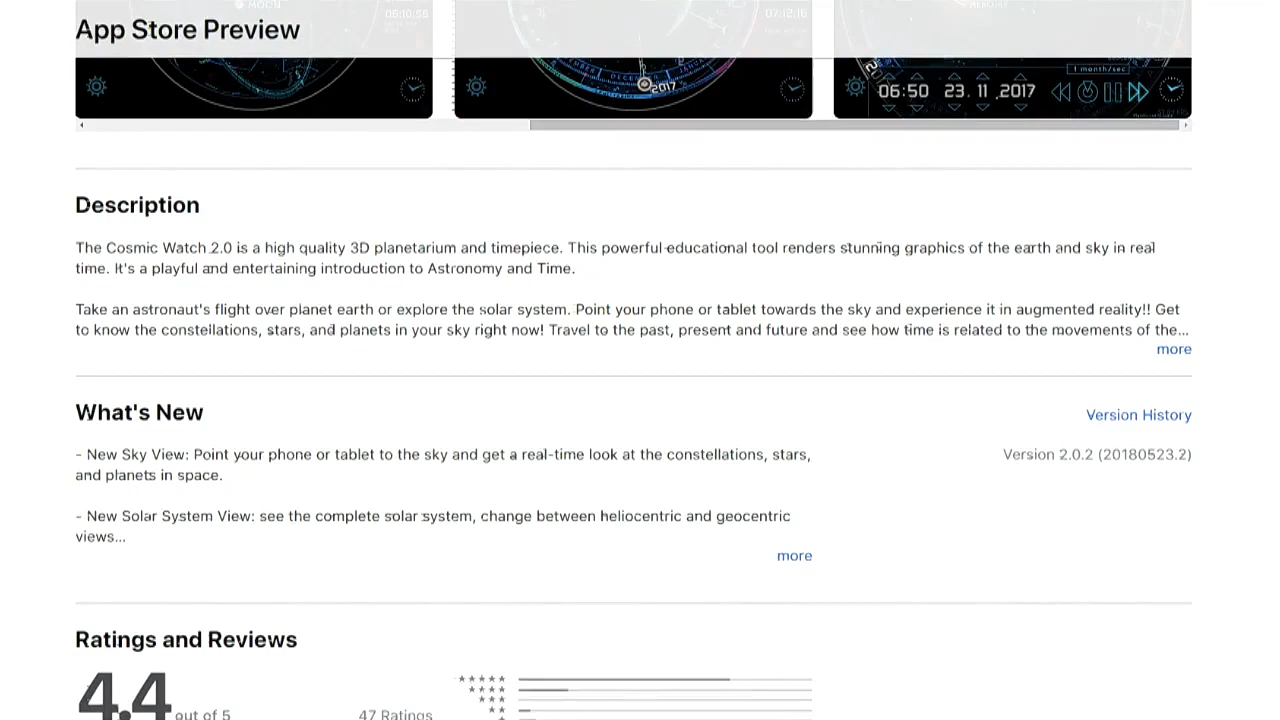 MOON
06:10:56
07:12:16
App Store Preview
DECEMBER
2017
1 month/sec
06:50 23. 11 .2017
Description
The Cosmic Watch 2.0 is a high quality 3D planetarium and timepiece. This powerful educational tool renders stunning graphics of the earth and sky in real
time. It's a playful and entertaining introduction to Astronomy and Time.
Take an astronaut's flight over planet earth or explore the solar system. Point your phone or tablet towards the sky and experience it in augmented reality!! Get
to know the constellations, stars, and planets in your sky right now! Travel to the past, present and future and see how time is related to the movements of the...
more
What's New
Version History
- New Sky View: Point your phone or tablet to the sky and get a real-time look at the constellations, stars,
and planets in space.
Version 2.0.2 (20180523.2)
- New Solar System View: see the complete solar system, change between heliocentric and geocentric
views...
more
Ratings and Reviews
4.4 out of 5
47 Ratings